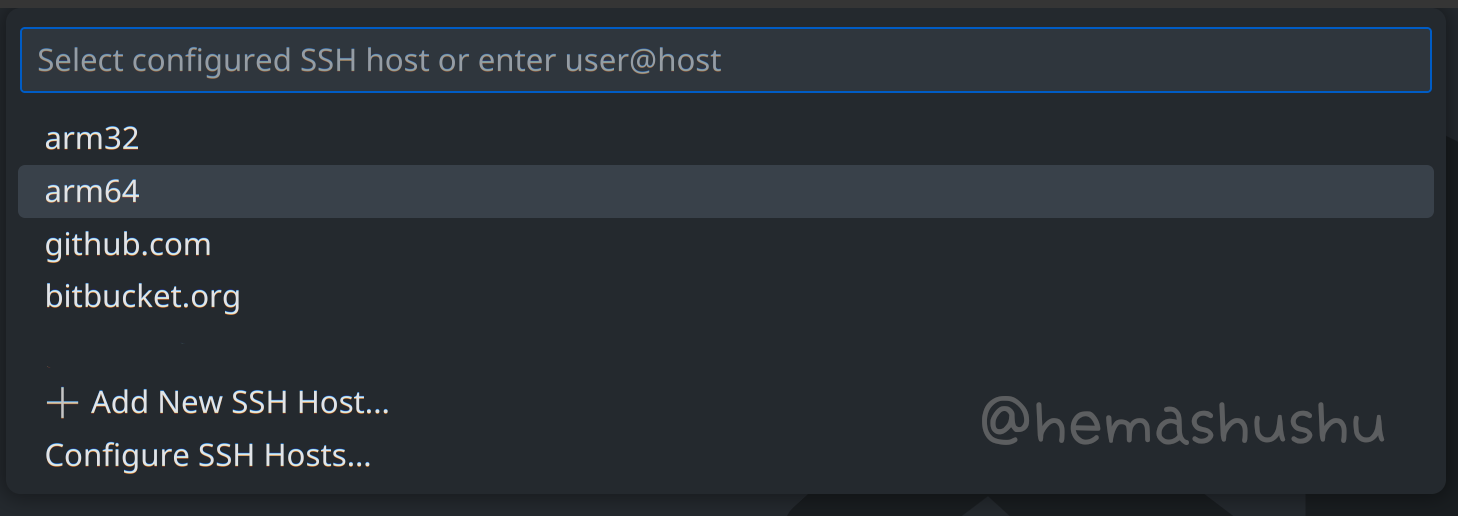 Select configured SSH host or enter user@host
arm32
arm64
github.com
bitbucket.org
Add New SSH Host...
Configure SSH Hosts...
@hemashushu